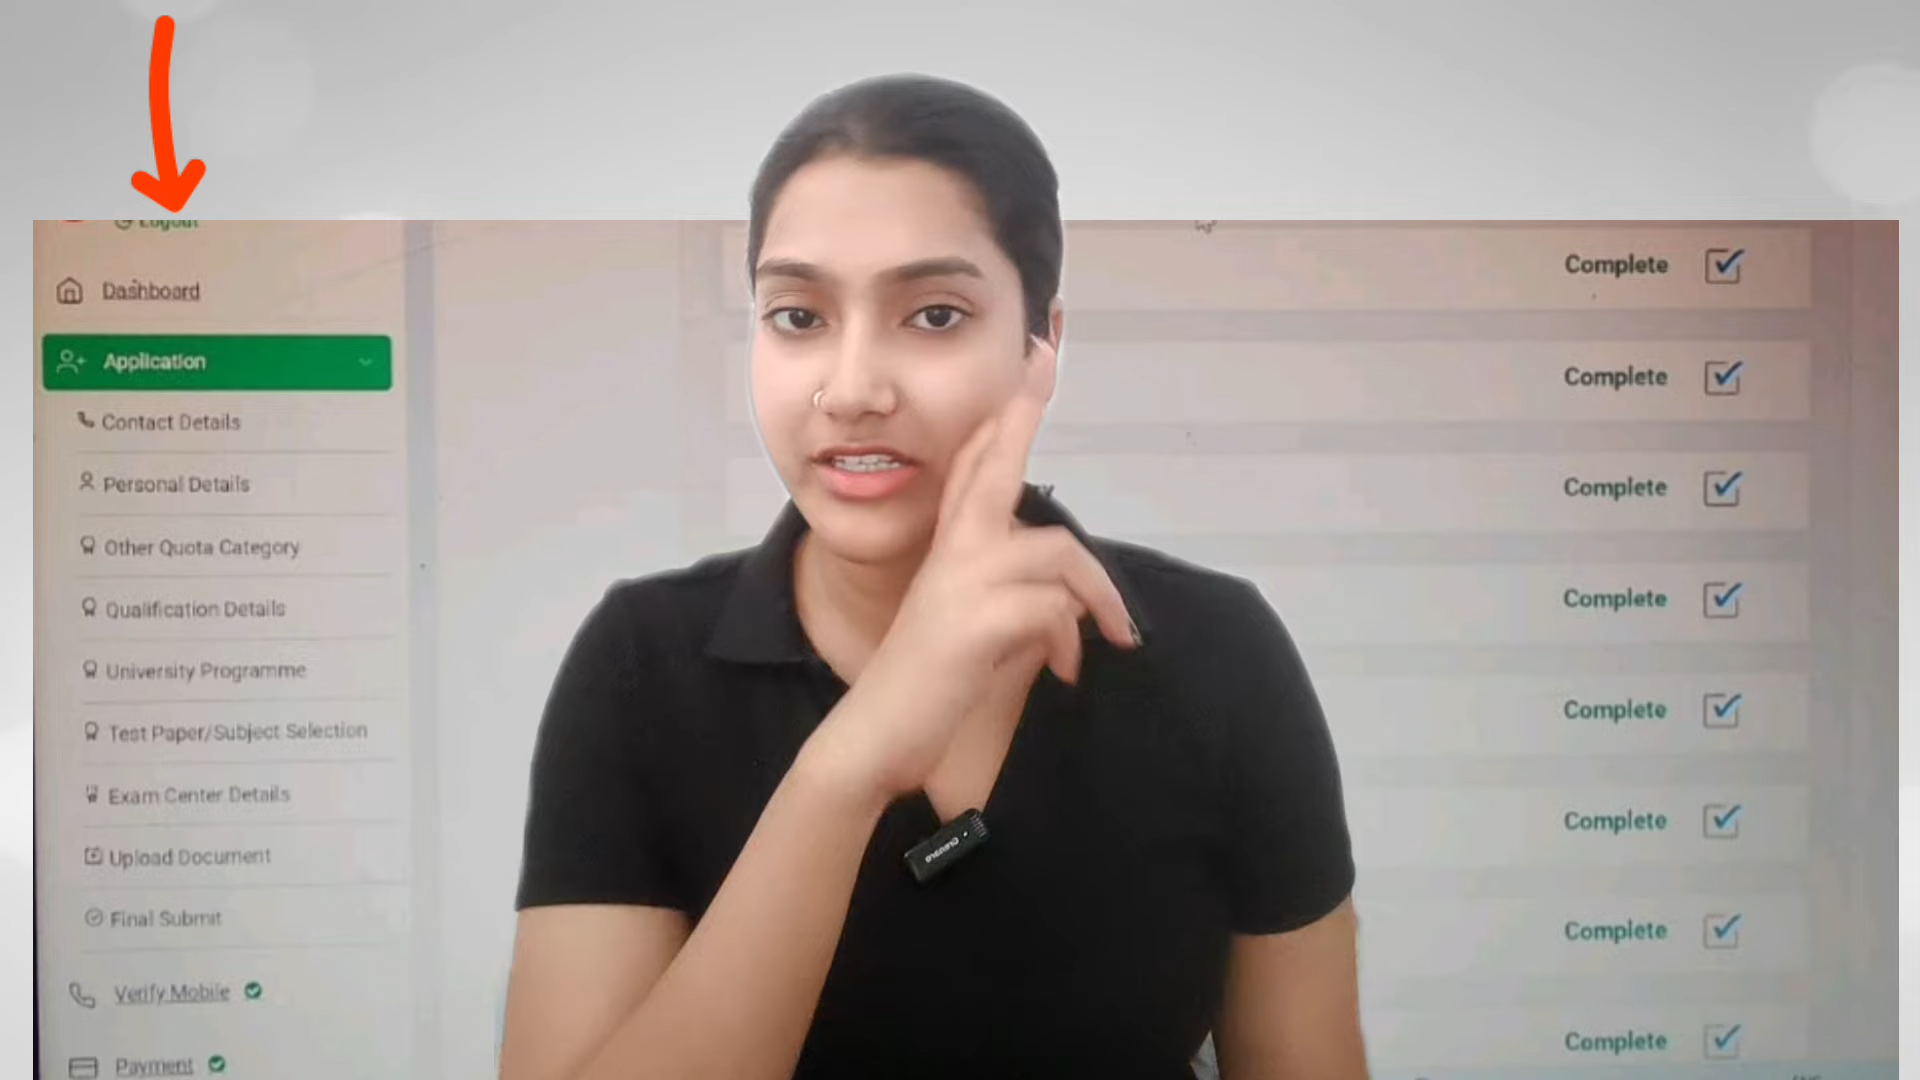 Logout
Dashboard
Complete
Application
Complete
Contact Details
Personal Details
Complete
Other Quota Category
Qualification Details
Complete
University Programme
Complete
Test Paper/Subject Selection
Exam Center Details
Complete
Upload Document
Final Submit
Complete
Verify Mobile
Payment
Complete